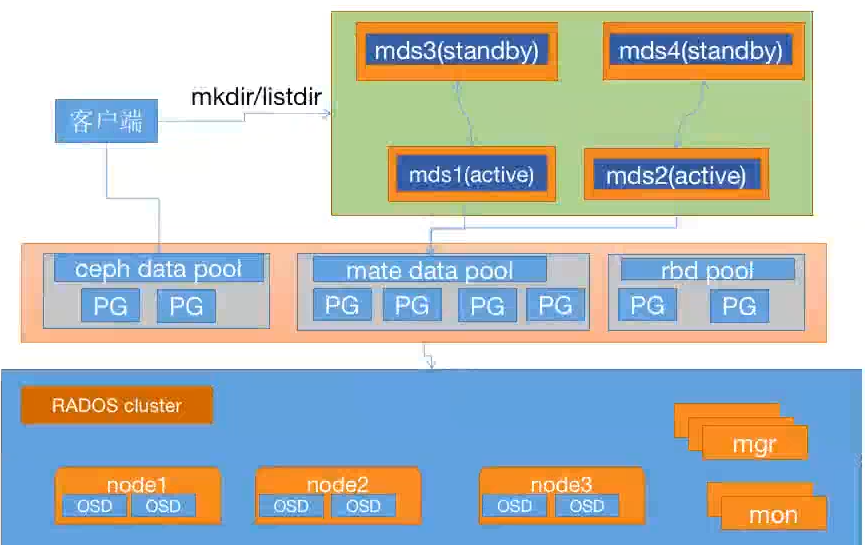 mds3(standby)
mds4(standby)
mkdir/listdir
客户端
mds1(active)
mds2(active)
ceph data pool
PG
PG
mate data pool
PG
PG
PG
PG
rbd pool
PG
PG
RADOS cluster
mgr
node1
OSD
OSD
node2
OSD
OSD
node3
OSD
OSD
mon